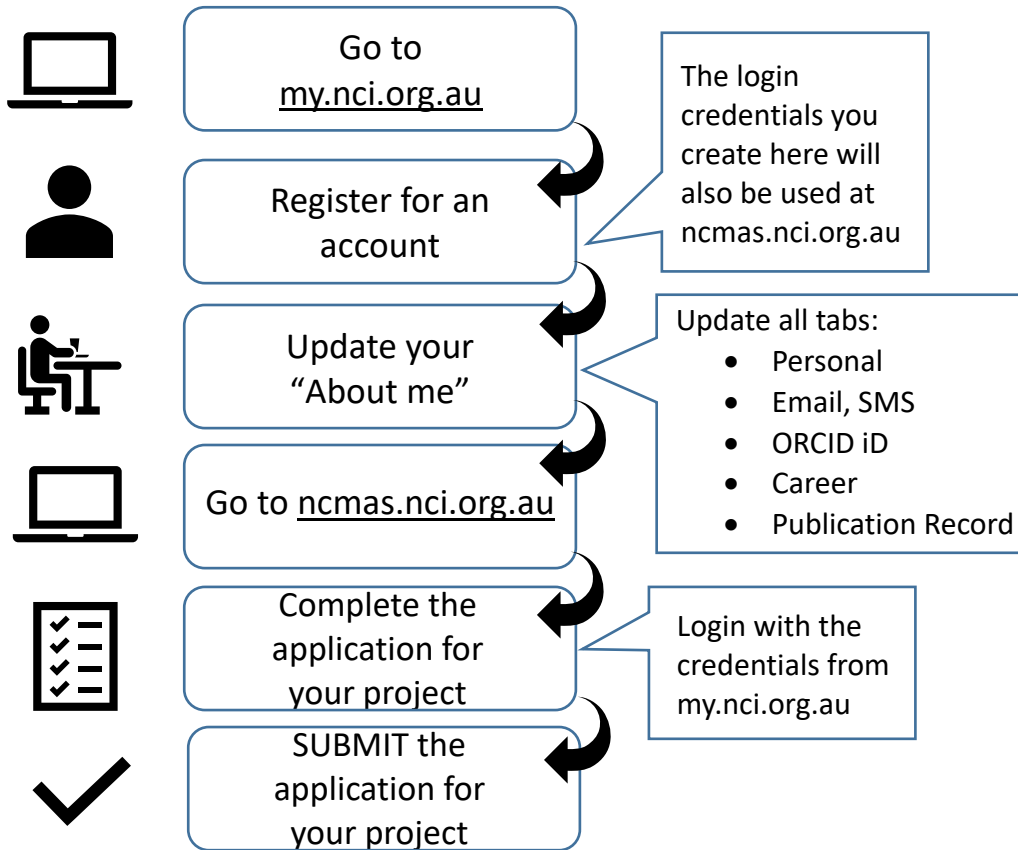 Go to
my.nci.org.au
The login
credentials you
create here will
also be used at
ncmas.nci.org.au
Register for an
account
Update your
“About me”
Update all tabs:
• Personal
• Email, SMS
• ORCID iD
• Career
• Publication Record
Go to ncmas.nci.org.au
Complete the
application for
your project
Login with the
credentials from
my.nci.org.au
SUBMIT the
application for
your project